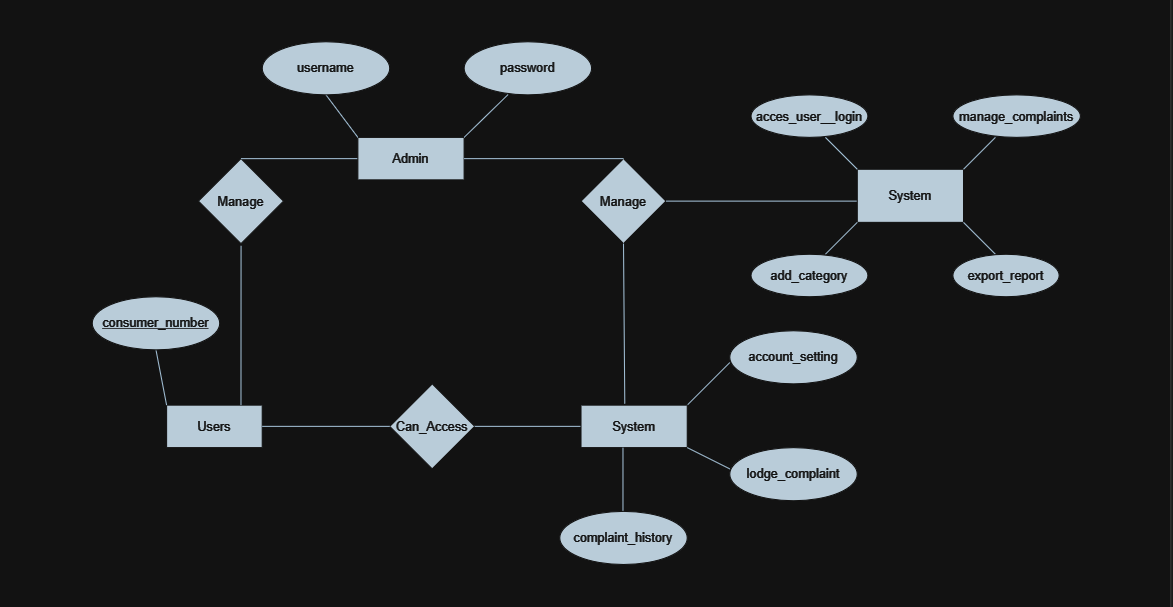 username
password
acces_user__login
manage_complaints
Admin
Manage
Manage
System
add_category
export_report
consumer_number
account_setting
Users
Can_Access
System
lodge_complaint
complaint_history